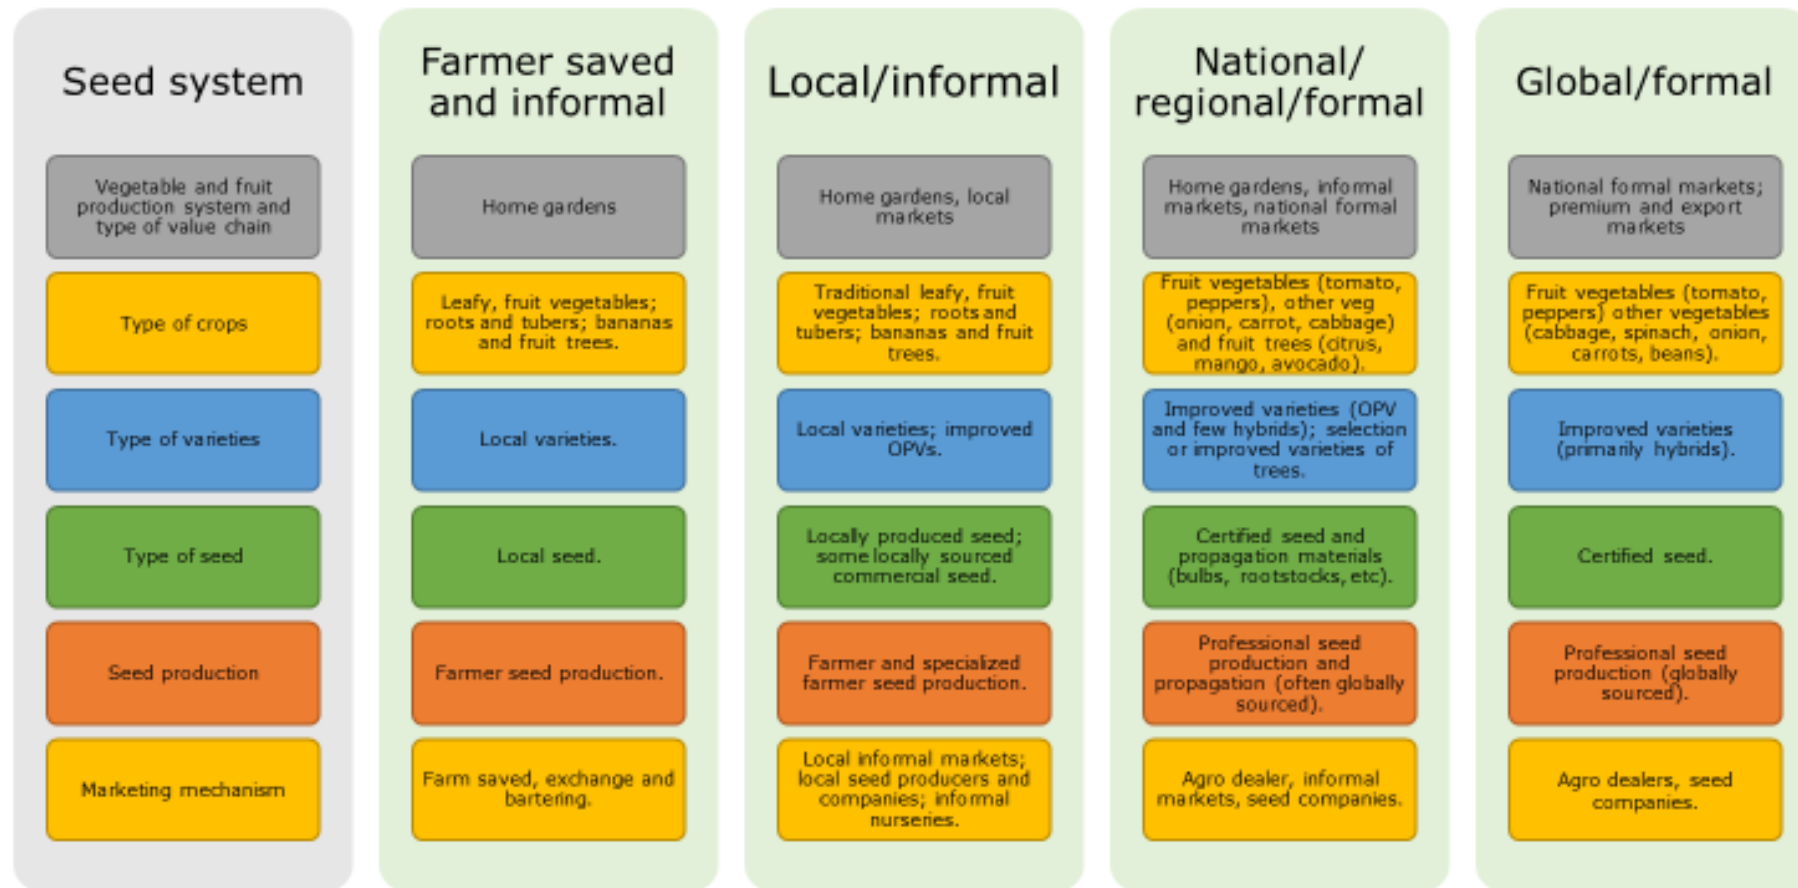 Seed system
Vegetable and fruit
production system and
type of value chain
Type of crops
Type of varieties
Type of seed
Seed production
Marketing mechanism
Farmer saved
and informal
Home gardens
Leafy, fruit vegetables;
roots and tubers; bananas
and fruit trees.
Local varieties.
Local seed.
Farmer seed production.
Farm saved, exchange and
bartering.
Local/informal
Home gardens, local
markets
Traditional leafy, fruit
vegetables; roots and
tubers; bananas and fruit
trees.
Local varieties; improved
OPVs.
Locally produced seed;
some locally sourced
commercial seed.
Farmer and specialized
farmer seed production.
Local informal markets;
local seed producers and
companies; informal
nurseries.
National/
regional/formal
Home gardens, informal
markets, national formal
markets
Fruit vegetables (tomato,
peppers), other veg
(onion, carrot, cabbage)
and fruit trees (citrus,
mango, avocado).
Improved varieties (OPV
and few hybrids); selection
or improved varieties of
trees.
Certified seed and
propagation materials
(bulbs, rootstocks, etc).
Professional seed
production and
propagation (often globally
sourced).
Agro dealer, informal
markets, seed companies.
Global/formal
National formal markets;
premium and export
markets
Fruit vegetables (tomato,
peppers) other vegetables
(cabbage, spinach, onion,
carrots, beans).
Improved varieties
(primarily hybrids).
Certified seed.
Professional seed
production (globally
sourced).
Agro dealers, seed
companies.